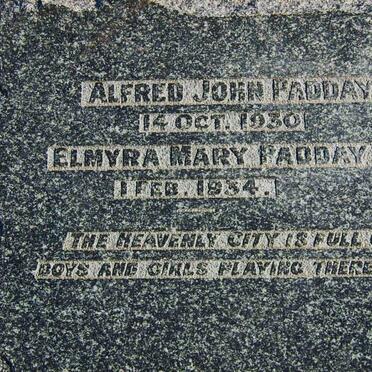 ALFRED JOHN PADDAY
14 OCT. 1930
ELMYRA MARY PADDAY
1 FEB. 1934.
THE HEAVENLY CITY IS FULL
BOYS AND GIRLS PLAYING THERE